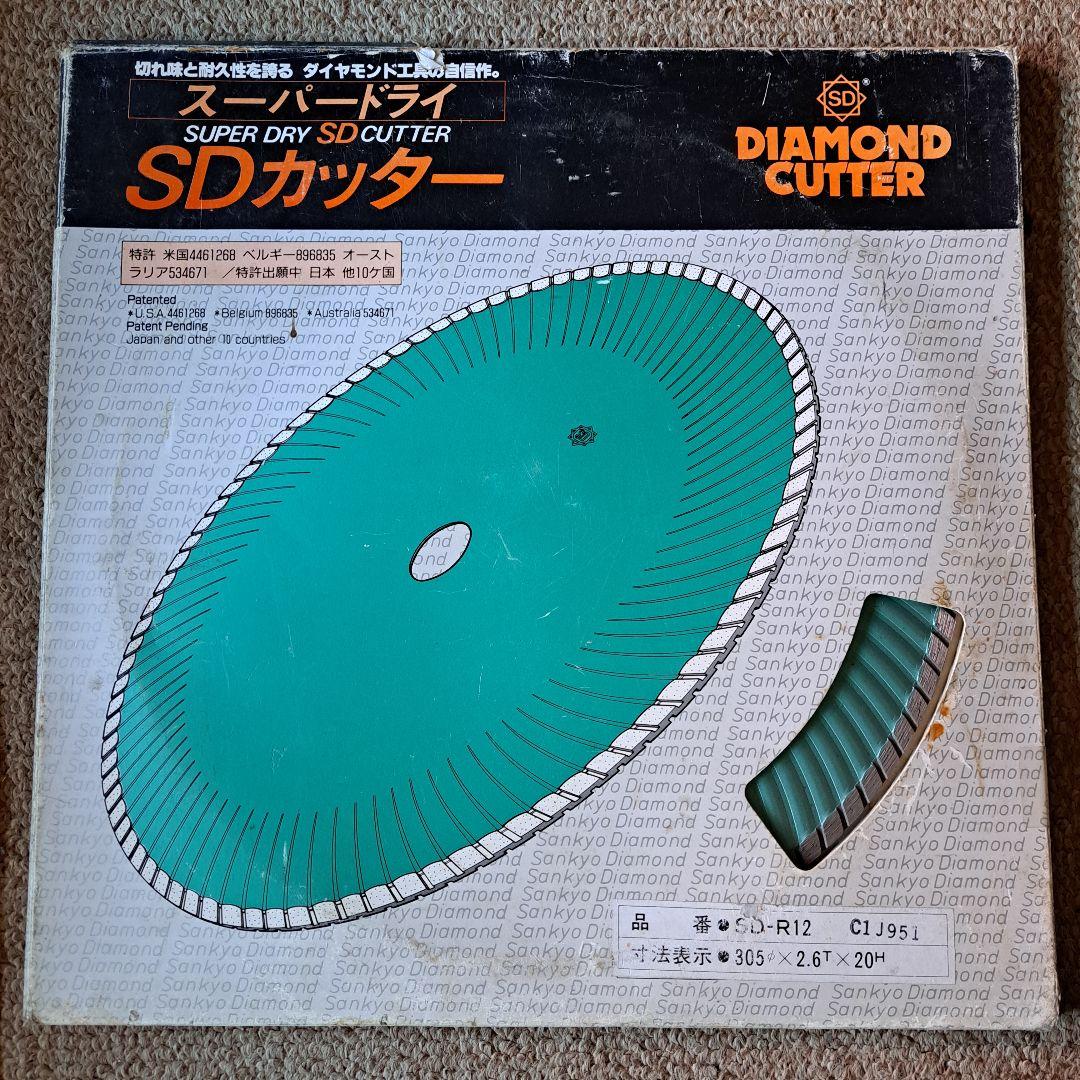 切れ味と耐久性を誇る ダイヤモンド工具の自信作。
スーパードライ
SUPER DRY SD CUTTER
SDカッター
SD
®
DIAMOND
CUTTER
特許 米国4461268 ベルギー896835 オースト
ラリア534671 ／特許出願中 日本 他10ケ国
Patented
*U.S.A.4461268 *Belgium 896835 *Australia 534671
Patent Pending
Japan and other 10 countries
Sankyo Diamond
品 番 SD-R12 C1J951
寸法表示 305φ×2.6T×20H